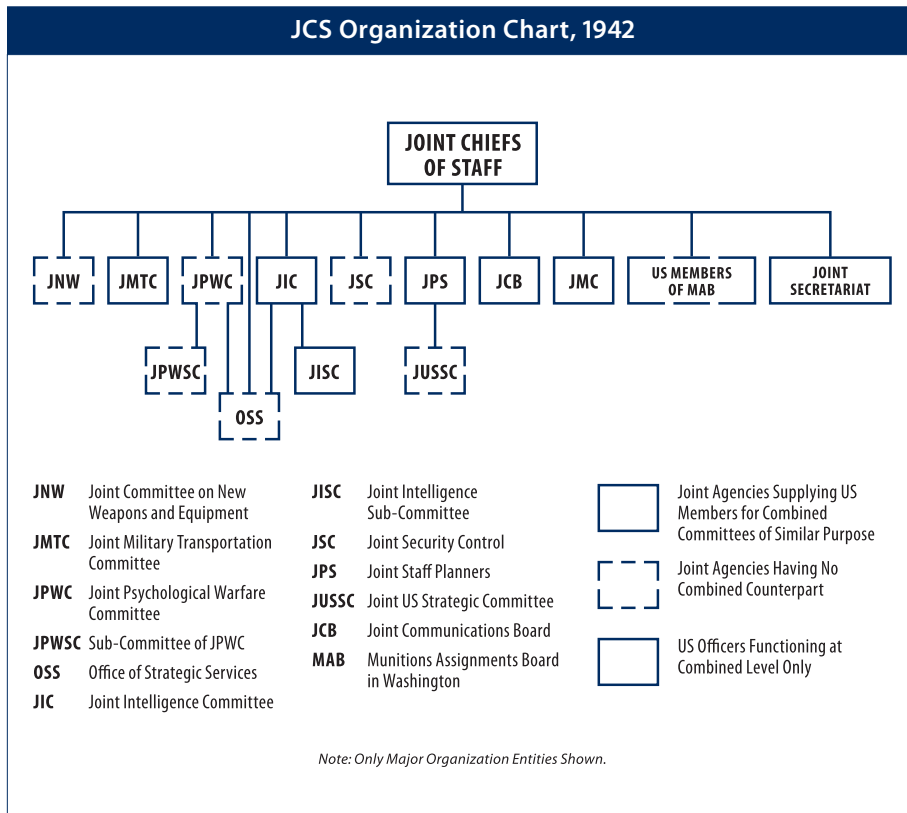 JCS Organization Chart, 1942
JOINT CHIEFS
OF STAFF
JNW
JMTC
JPWC
JIC
JSC
JPS
JCB
JMC
US MEMBERS
OF MAB
JOINT
SECRETARIAT
JPWSC
JISC
JUSSC
OSS
JNW Joint Committee on New
Weapons and Equipment
JMTC Joint Military Transportation
Committee
JPWC Joint Psychological Warfare
Committee
JPWSC Sub-Committee of JPWC
OSS Office of Strategic Services
JIC Joint Intelligence Committee
JISC Joint Intelligence
Sub-Committee
JSC Joint Security Control
JPS Joint Staff Planners
JUSSC Joint US Strategic Committee
JCB Joint Communications Board
MAB Munitions Assignments Board
in Washington
Joint Agencies Supplying US
Members for Combined
Committees of Similar Purpose
Joint Agencies Having No
Combined Counterpart
US Officers Functioning at
Combined Level Only
Note: Only Major Organization Entities Shown.